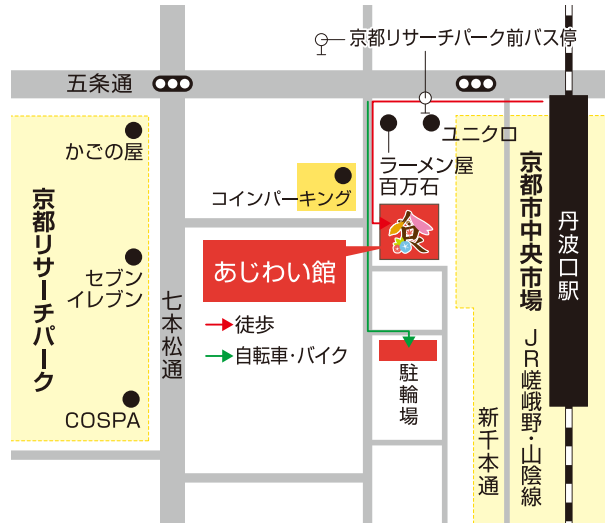 京都リサーチパーク前バス停
五条通
かごの屋
ユニクロ
ラーメン屋
百万石
コインパーキング
京都リサーチパーク
京都市中央市場
丹波口駅
食
あじわい館
セブン
イレブン
七本松通
徒歩
自転車・バイク
駐輪場
COSPA
新千本通
JR嵯峨野・山陰線